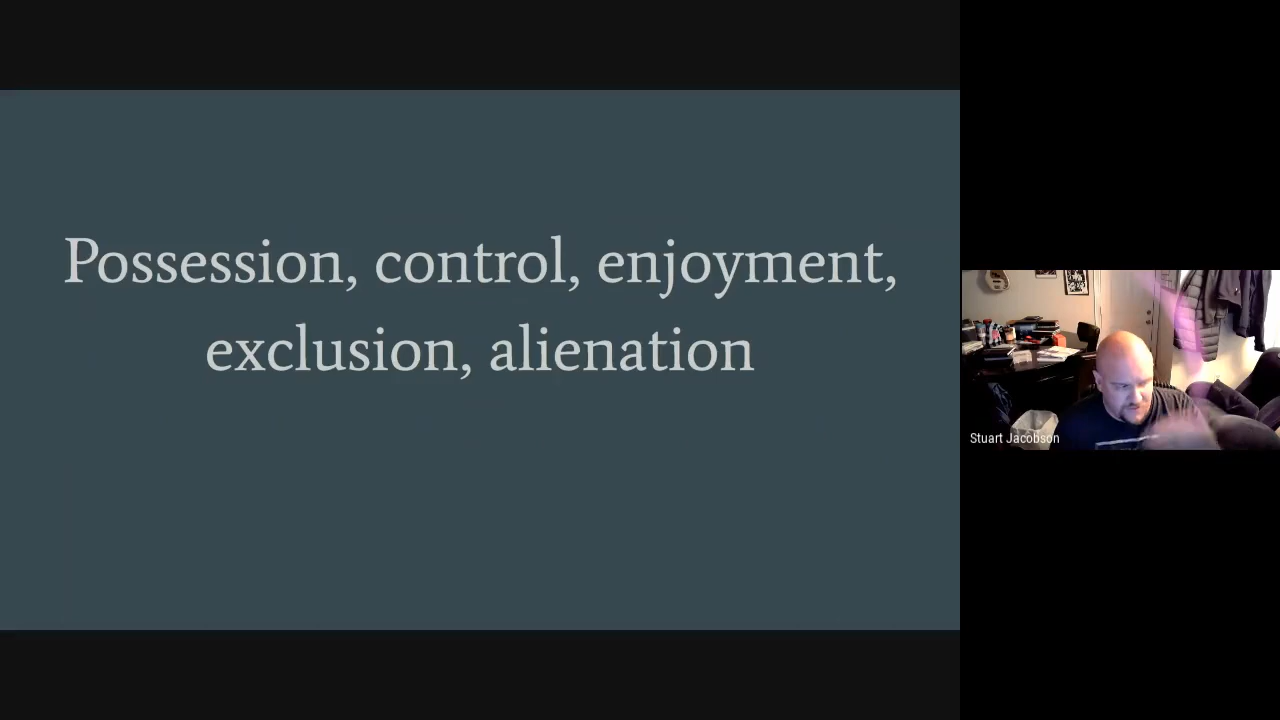 Possession, control, enjoyment,
exclusion, alienation
Stuart Jacobson